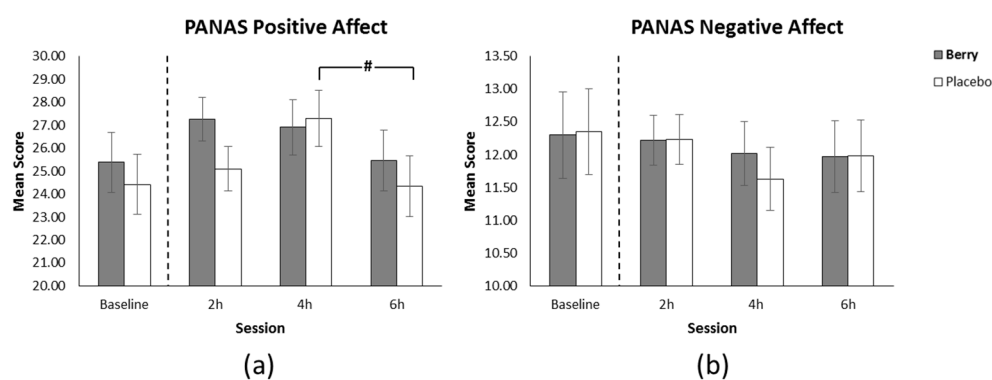 PANAS Positive Affect
30.00
29.00
28.00
27.00
26.00
25.00
24.00
23.00
22.00
21.00
20.00
Mean Score
#
Baseline 2h 4h 6h
Session
(a)
PANAS Negative Affect
13.50
13.00
12.50
12.00
11.50
11.00
10.50
10.00
Mean Score
Baseline 2h 4h 6h
Session
(b)
Berry
Placebo